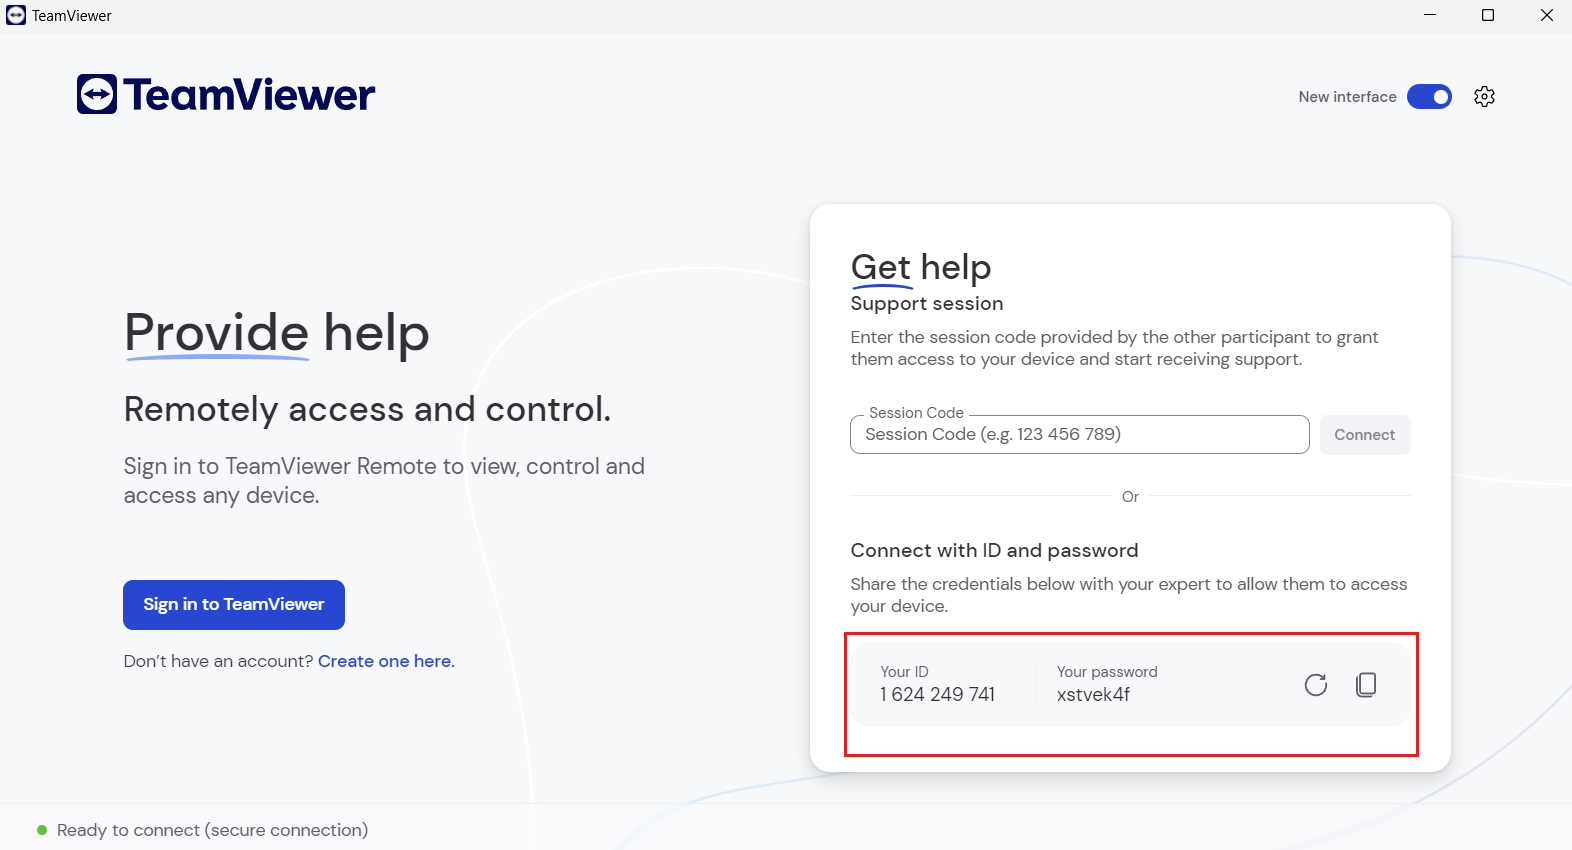 TeamViewer
TeamViewer
New interface
Provide help
Remotely access and control.
Sign in to TeamViewer Remote to view, control and
access any device.
Sign in to TeamViewer
Don't have an account? Create one here.
Get help
Support session
Enter the session code provided by the other participant to grant
them access to your device and start receiving support.
Session Code
Session Code (e.g. 123 456 789)
Connect
Or
Connect with ID and password
Share the credentials below with your expert to allow them to access
your device.
Your ID
1 624 249 741
Your password
xstvek4f
Ready to connect (secure connection)